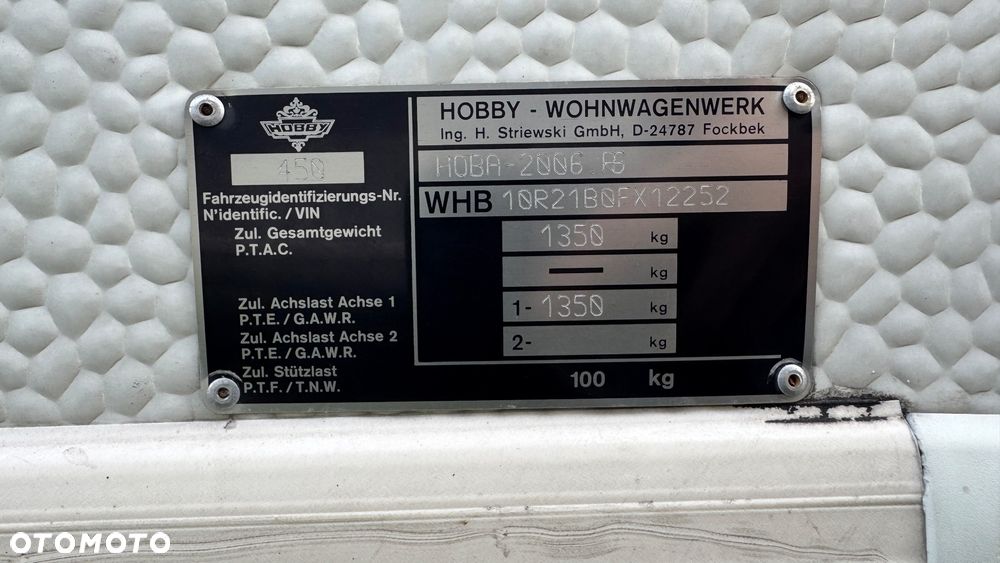 HOBBY
450
Fahrzeugidentifizierungs-Nr.
N'identific. / VIN
Zul. Gesamtgewicht
P.T.A.C.
Zul. Achslast Achse 1
P.T.E. / G.A.W.R.
Zul. Achslast Achse 2
P.T.E. / G.A.W.R.
Zul. Stützlast
P.T.F. / T.N.W.
HOBBY - WOHNWAGENWERK
Ing. H. Striewski GmbH, D-24787 Fockbek
HOBA-2006
WHB 10R21B0FX12252
1350 kg
— kg
1- 1350 kg
2- kg
100 kg
OTOMOTO